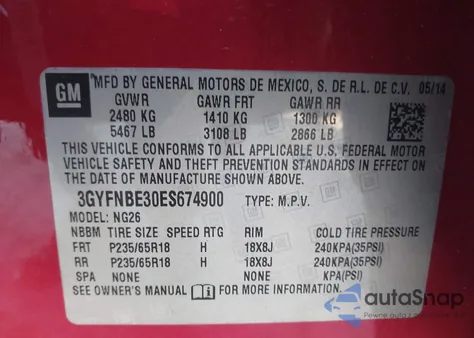 GM
MFD BY GENERAL MOTORS DE MEXICO, S. DE R.L. DE C.V. 05/14
GVWR GAWR FRT GAWR RR
2480 KG 1410 KG 1300 KG
5467 LB 3108 LB 2866 LB
THIS VEHICLE CONFORMS TO ALL APPLICABLE U.S. FEDERAL MOTOR
VEHICLE SAFETY AND THEFT PREVENTION STANDARDS IN EFFECT ON
THE DATE OF MANUFACTURE SHOWN ABOVE.
3GYFNBE30ES674900 TYPE: M.P.V.
MODEL: NG26
NBBM TIRE SIZE SPEED RTG RIM COLD TIRE PRESSURE
FRT P235/65R18 H 18X8J 240KPA(35PSI)
RR P235/65R18 H 18X8J 240KPA(35PSI)
SPA NONE NONE KPA(PSI)
SEE OWNER'S MANUAL FOR MORE INFORMATION.
autoSnap
Pewne auto z